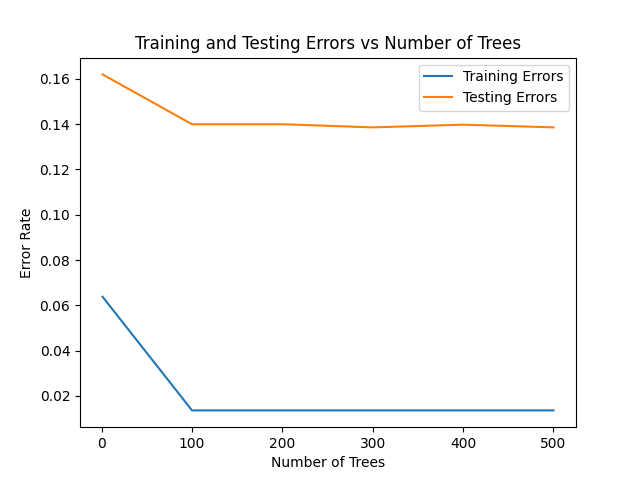 Training and Testing Errors vs Number of Trees
Training Errors
Testing Errors
0.16
0.14
0.12
0.10
0.08
0.06
0.04
0.02
Error Rate
0 100 200 300 400 500
Number of Trees